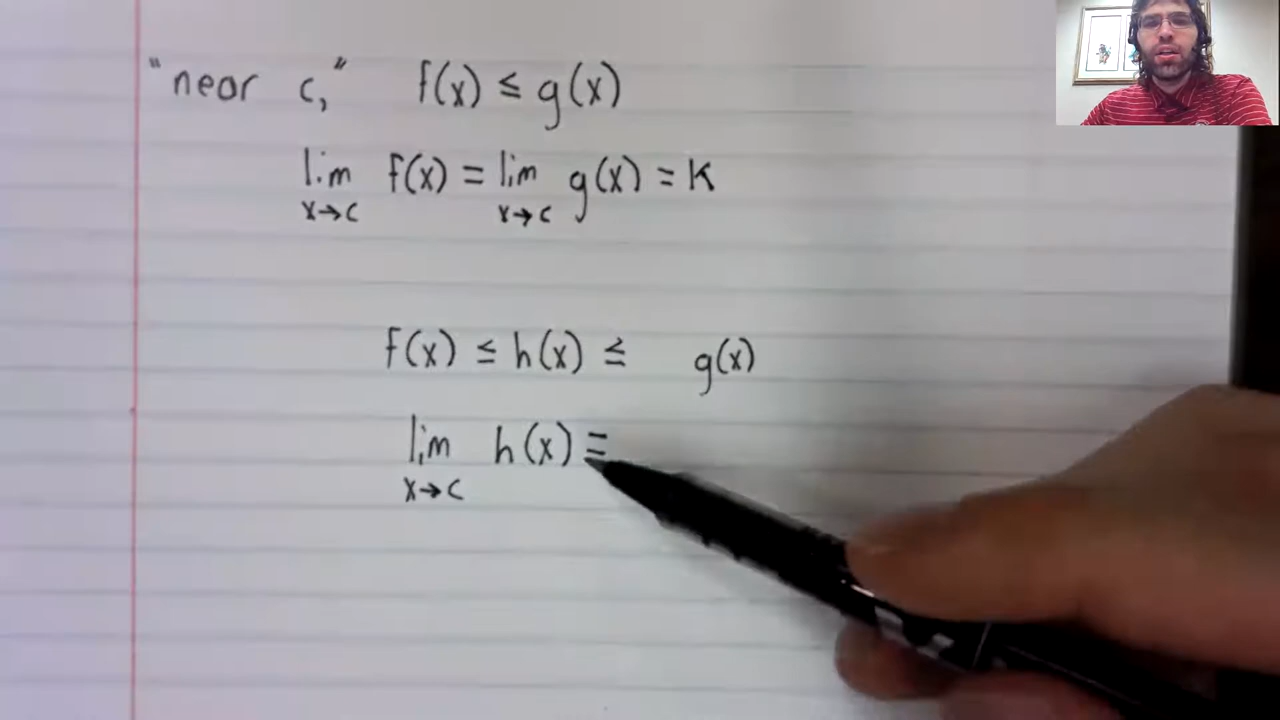 "near c," f(x) ≤ g(x)
lim x→c f(x) = lim x→c g(x) = K
f(x) ≤ h(x) ≤ g(x)
lim x→c h(x) =